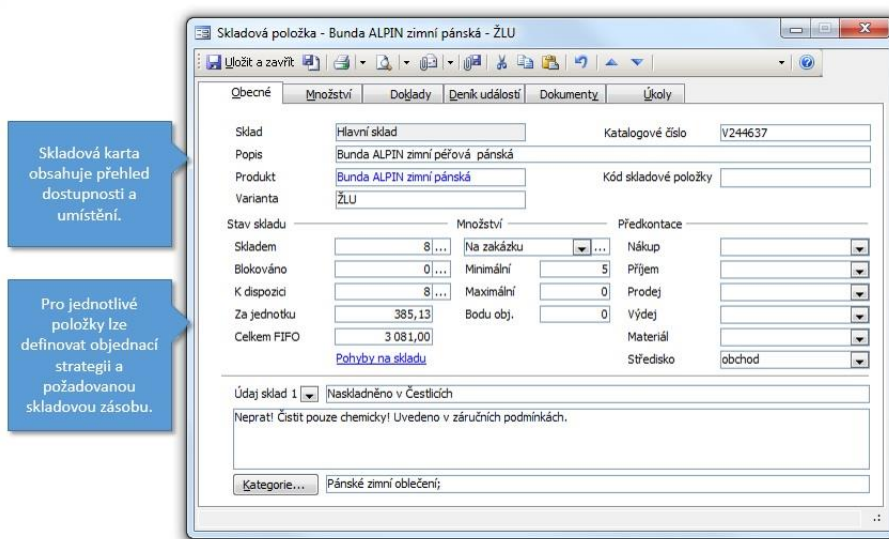 Skladová položka - Bunda ALPIN zimní pánská - ŽLU
Uložit a zavřít
Obecné Množství Doklady Deník událostí Dokumenty Úkoly
Skladová karta
obsahuje přehled
dostupnosti a
umístění.
Pro jednotlivé
položky lze
definovat objednací
strategii a
požadovanou
skladovou zásobu.
Sklad Hlavní sklad Katalogové číslo V244637
Popis Bunda ALPIN zimní péřová pánská
Produkt Bunda ALPIN zimní pánská Kód skladové položky
Varianta ŽLU
Stav skladu Množství Předkontace
Skladem 8 ... Na zakázku ... Nákup
Blokováno 0 ... Minimální 5 Příjem
K dispozici 8 ... Maximální 0 Prodej
Za jednotku 385,13 Bodu obj. 0 Výdej
Celkem FIFO 3 081,00 Materiál
Pohyby na skladu Středisko obchod
Údaj sklad 1 Naskladněno v Čestlicích
Neprat! Čistit pouze chemicky! Uvedeno v záručních podmínkách.
Kategorie... Pánské zimní oblečení;